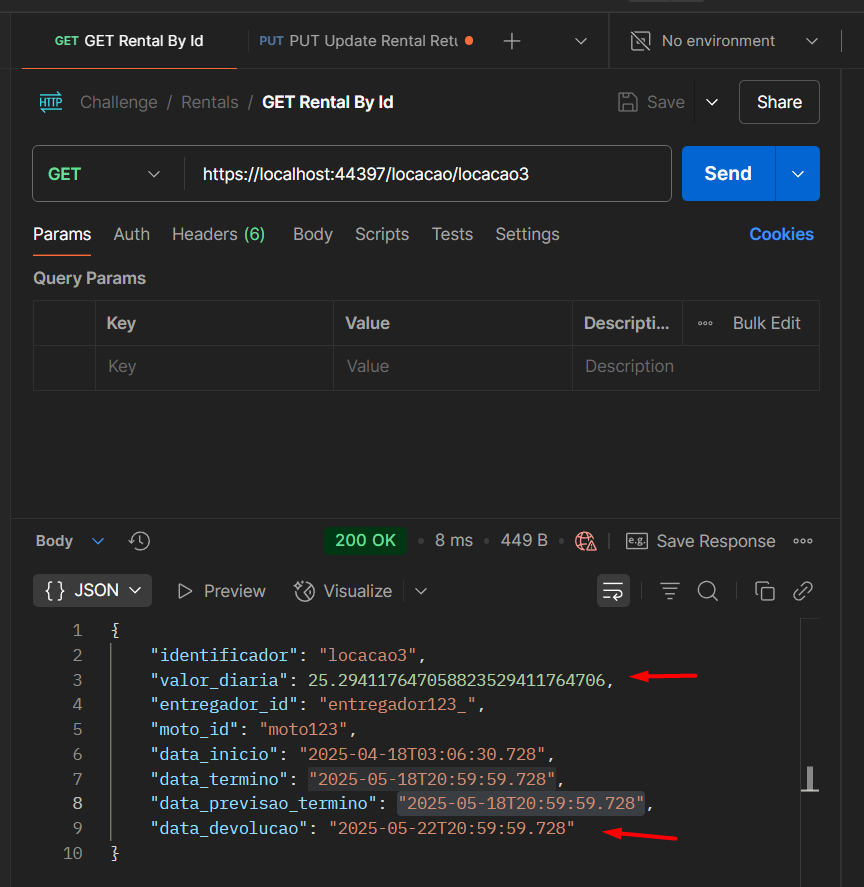 GET GET Rental By Id PUT PUT Update Rental Retu No environment
HTTP Challenge / Rentals / GET Rental By Id Save Share
GET https://localhost:44397/locacao/locacao3 Send
Params Auth Headers (6) Body Scripts Tests Settings Cookies
Query Params
Key Value Descripti... Bulk Edit
Key Value Description
Body 200 OK 8 ms 449 B e.g. Save Response
{} JSON Preview Visualize
1 {
2 "identificador": "locacao3",
3 "valor_diaria": 25.294117647058823529411764706,
4 "entregador_id": "entregador123_",
5 "moto_id": "moto123",
6 "data_inicio": "2025-04-18T03:06:30.728",
7 "data_termino": "2025-05-18T20:59:59.728",
8 "data_previsao_termino": "2025-05-18T20:59:59.728",
9 "data_devolucao": "2025-05-22T20:59:59.728"
10 }